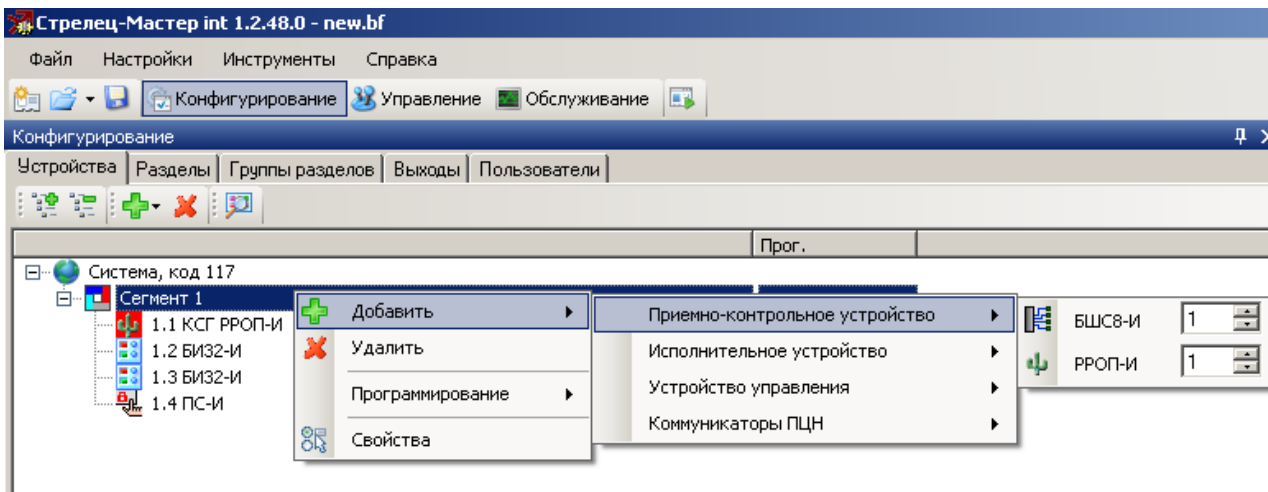 Стрелец-Мастер int 1.2.48.0 - new.bf
Файл Настройки Инструменты Справка
Конфигурирование Управление Обслуживание
Конфигурирование
Устройства Разделы Группы разделов Выходы Пользователи
Прог.
Система, код 117
Сегмент 1
1.1 КСГ РРОП-И
1.2 БИ32-И
1.3 БИ32-И
1.4 ПС-И
Добавить
Удалить
Программирование
Свойства
Приемно-контрольное устройство
Исполнительное устройство
Устройство управления
Коммуникаторы ПЦН
БШС8-И 1
РРОП-И 1